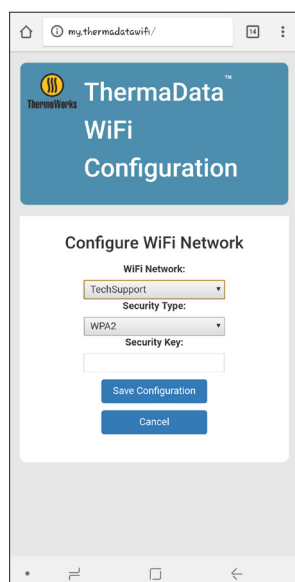 my.thermadatawifi/
14
ThermoWorks
ThermaData™
WiFi
Configuration
Configure WiFi Network
WiFi Network:
TechSupport
Security Type:
WPA2
Security Key:
Save Configuration
Cancel